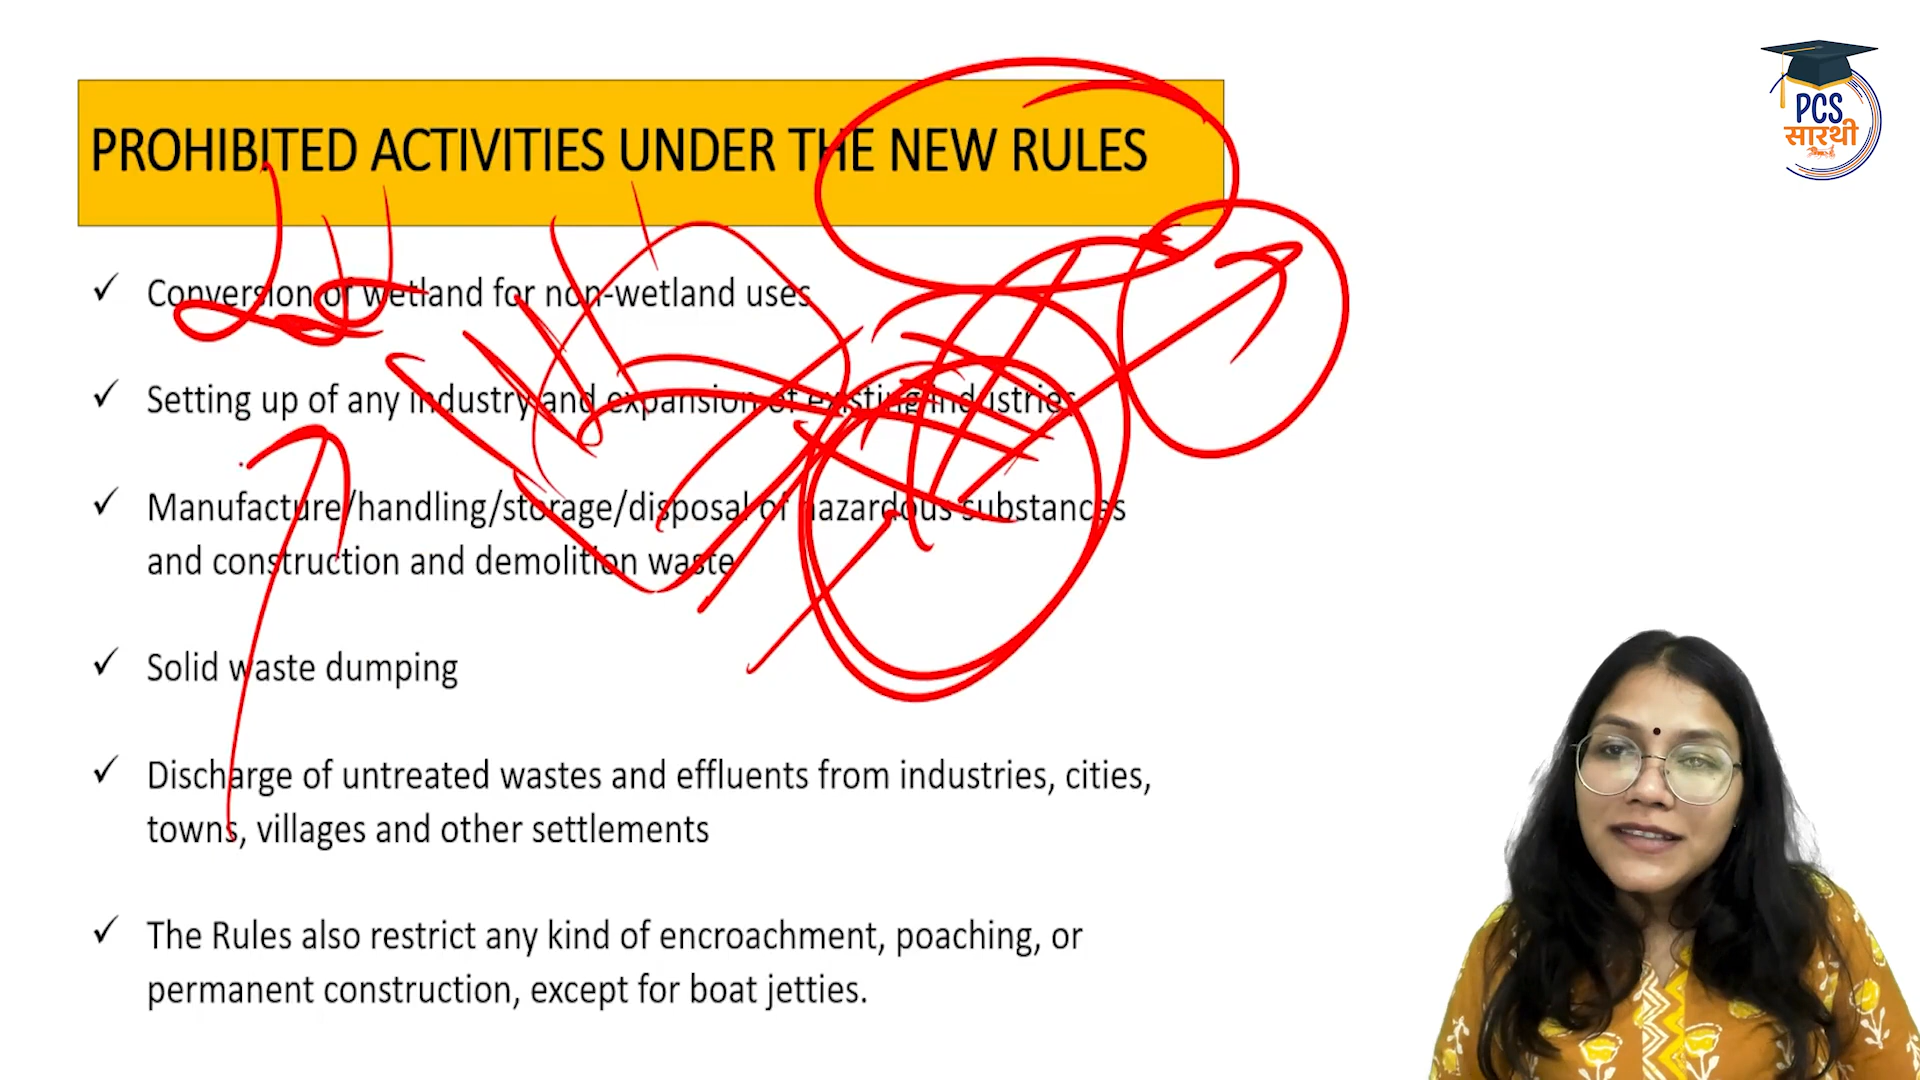 PCS
सारथी
PROHIBITED ACTIVITIES UNDER THE NEW RULES
✓ Conversion of wetland for non-wetland uses
✓ Setting up of any industry and expansion of existing industries
✓ Manufacture/handling/storage/disposal of hazardous substances
and construction and demolition waste
✓ Solid waste dumping
✓ Discharge of untreated wastes and effluents from industries, cities,
towns, villages and other settlements
✓ The Rules also restrict any kind of encroachment, poaching, or
permanent construction, except for boat jetties.